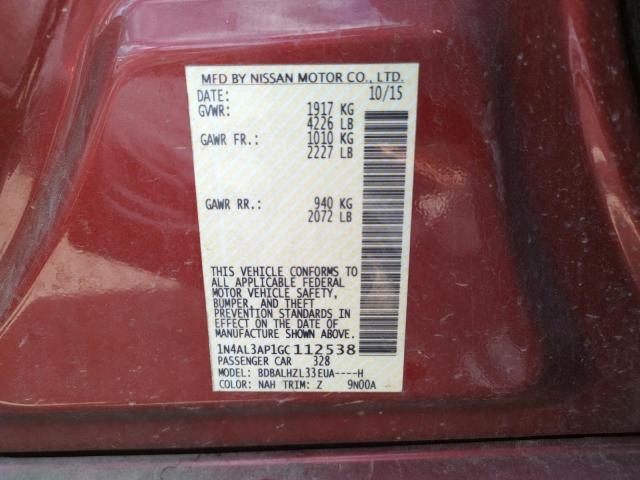 MFD BY NISSAN MOTOR CO., LTD.
DATE: 10/15
GVWR: 1917 KG
4226 LB
GAWR FR.: 1010 KG
2227 LB
GAWR RR.: 940 KG
2072 LB
THIS VEHICLE CONFORMS TO
ALL APPLICABLE FEDERAL
MOTOR VEHICLE SAFETY,
BUMPER, AND THEFT
PREVENTION STANDARDS IN
EFFECT ON THE DATE OF
MANUFACTURE SHOWN ABOVE.
1N4AL3AP1GC112538
PASSENGER CAR 328
MODEL: BDBALHZL33EUA----H
COLOR: NAH TRIM: Z 9N00A